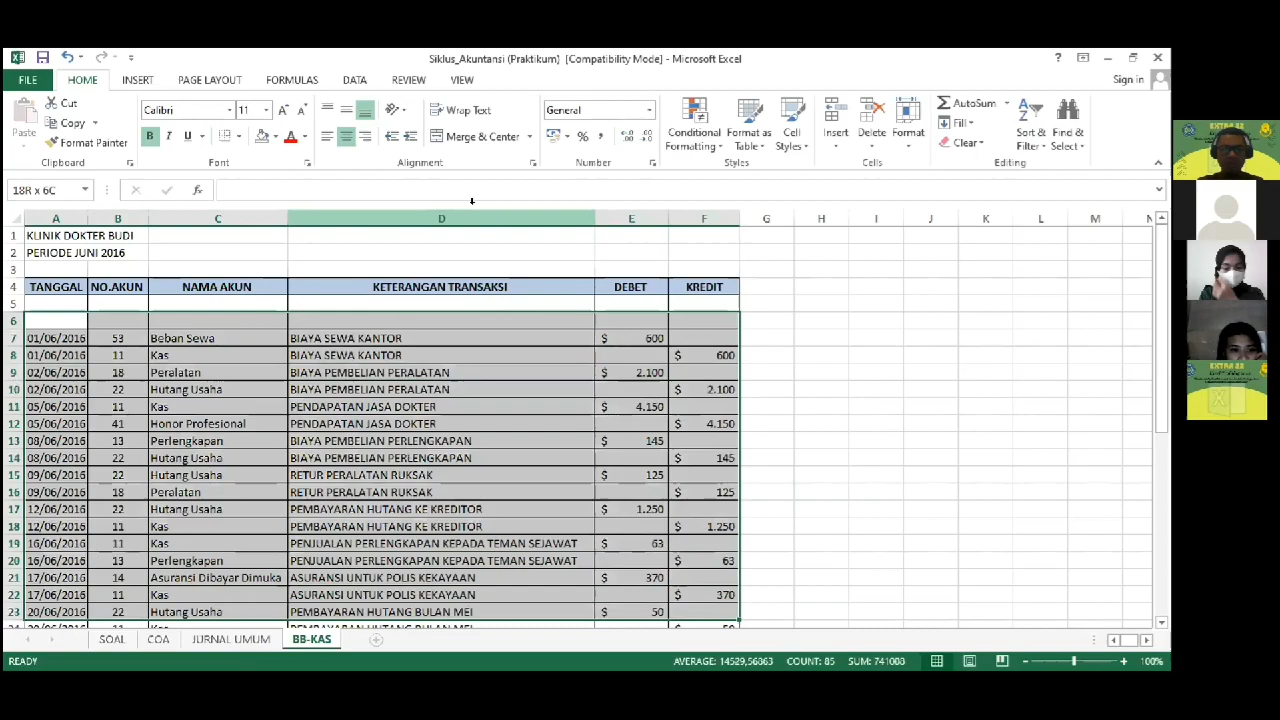 Siklus_Akuntansi (Praktikum) [Compatibility Mode] - Microsoft Excel
FILE HOME INSERT PAGE LAYOUT FORMULAS DATA REVIEW VIEW Sign in
Cut
Copy
Format Painter
Paste
Clipboard
Calibri 11
B I U
Font
Wrap Text
Merge & Center
Alignment
General
%
Number
Conditional Formatting
Format as Table
Cell Styles
Styles
Insert Delete Format
Cells
AutoSum
Fill
Clear
Sort & Filter
Find & Select
Editing
18R x 6C fx
A B C D E F G H I J K L M N
1 KLINIK DOKTER BUDI
2 PERIODE JUNI 2016
3
4 TANGGAL NO.AKUN NAMA AKUN KETERANGAN TRANSAKSI DEBET KREDIT
5
6
7 01/06/2016 53 Beban Sewa BIAYA SEWA KANTOR $ 600
8 01/06/2016 11 Kas BIAYA SEWA KANTOR $ 600
9 02/06/2016 18 Peralatan BIAYA PEMBELIAN PERALATAN $ 2.100
10 02/06/2016 22 Hutang Usaha BIAYA PEMBELIAN PERALATAN $ 2.100
11 05/06/2016 11 Kas PENDAPATAN JASA DOKTER $ 4.150
12 05/06/2016 41 Honor Profesional PENDAPATAN JASA DOKTER $ 4.150
13 08/06/2016 13 Perlengkapan BIAYA PEMBELIAN PERLENGKAPAN $ 145
14 08/06/2016 22 Hutang Usaha BIAYA PEMBELIAN PERLENGKAPAN $ 145
15 09/06/2016 22 Hutang Usaha RETUR PERALATAN RUKSAK $ 125
16 09/06/2016 18 Peralatan RETUR PERALATAN RUKSAK $ 125
17 12/06/2016 22 Hutang Usaha PEMBAYARAN HUTANG KE KREDITOR $ 1.250
18 12/06/2016 11 Kas PEMBAYARAN HUTANG KE KREDITOR $ 1.250
19 16/06/2016 11 Kas PENJUALAN PERLENGKAPAN KEPADA TEMAN SEJAWAT $ 63
20 16/06/2016 13 Perlengkapan PENJUALAN PERLENGKAPAN KEPADA TEMAN SEJAWAT $ 63
21 17/06/2016 14 Asuransi Dibayar Dimuka ASURANSI UNTUK POLIS KEKAYAAN $ 370
22 17/06/2016 11 Kas ASURANSI UNTUK POLIS KEKAYAAN $ 370
23 20/06/2016 22 Hutang Usaha PEMBAYARAN HUTANG BULAN MEI $ 50
SOAL COA JURNAL UMUM BB-KAS
READY AVERAGE: 14529,56863 COUNT: 85 SUM: 741008 100%